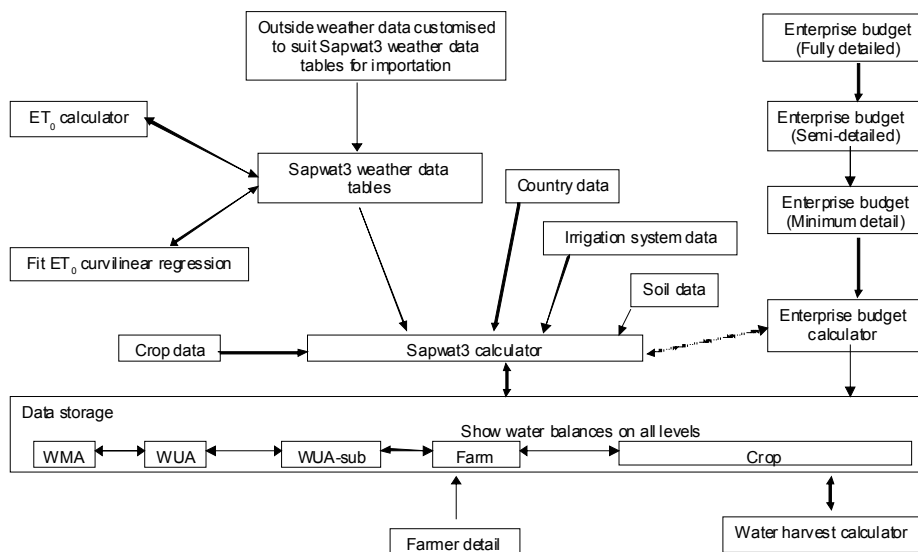 Outside weather data customised
to suit Sapwat3 weather data
tables for importation
Enterprise budget
(Fully detailed)
ET0 calculator
Enterprise budget
(Semi-detailed)
Sapwat3 weather data
tables
Country data
Enterprise budget
(Minimum detail)
Irrigation system data
Fit ET0 curvilinear regression
Soil data
Enterprise budget
calculator
Crop data
Sapwat3 calculator
Data storage
Show water balances on all levels
WMA
WUA
WUA-sub
Farm
Crop
Farmer detail
Water harvest calculator